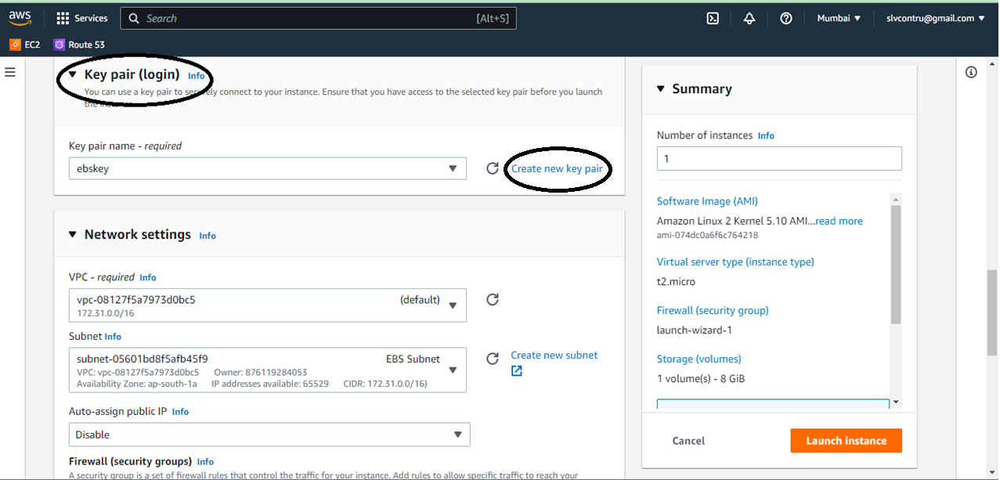 aws Services Search [Alt+S] Mumbai slvcontru@gmail.com
EC2 Route 53
Key pair (login) Info
You can use a key pair to securely connect to your instance. Ensure that you have access to the selected key pair before you launch
the
Key pair name - required
ebskey
Create new key pair
Network settings Info
VPC - required Info
vpc-08127f5a7973d0bc5 (default)
172.31.0.0/16
Subnet Info
subnet-05601bd8f5afb45f9 EBS Subnet
VPC: vpc-08127f5a7973d0bc5 Owner: 876119284053
Availability Zone: ap-south-1a IP addresses available: 65529 CIDR: 172.31.0.0/16)
Create new subnet
Auto-assign public IP Info
Disable
Firewall (security groups) Info
A security group is a set of firewall rules that control the traffic for your instance. Add rules to allow specific traffic to reach your
Summary
Number of instances Info
1
Software Image (AMI)
Amazon Linux 2 Kernel 5.10 AMI...read more
ami-074dc0a6f6c764218
Virtual server type (instance type)
t2.micro
Firewall (security group)
launch-wizard-1
Storage (volumes)
1 volume(s) - 8 GiB
Cancel
Launch instance